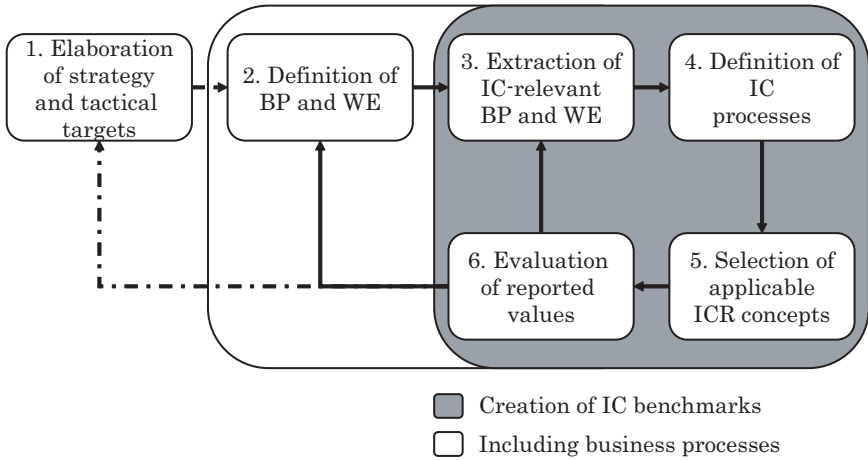 1. Elaboration
of strategy
and tactical
targets
2. Definition of
BP and WE
3. Extraction of
IC-relevant
BP and WE
4. Definition of
IC
processes
6. Evaluation
of reported
values
5. Selection of
applicable
ICR concepts
Creation of IC benchmarks
Including business processes